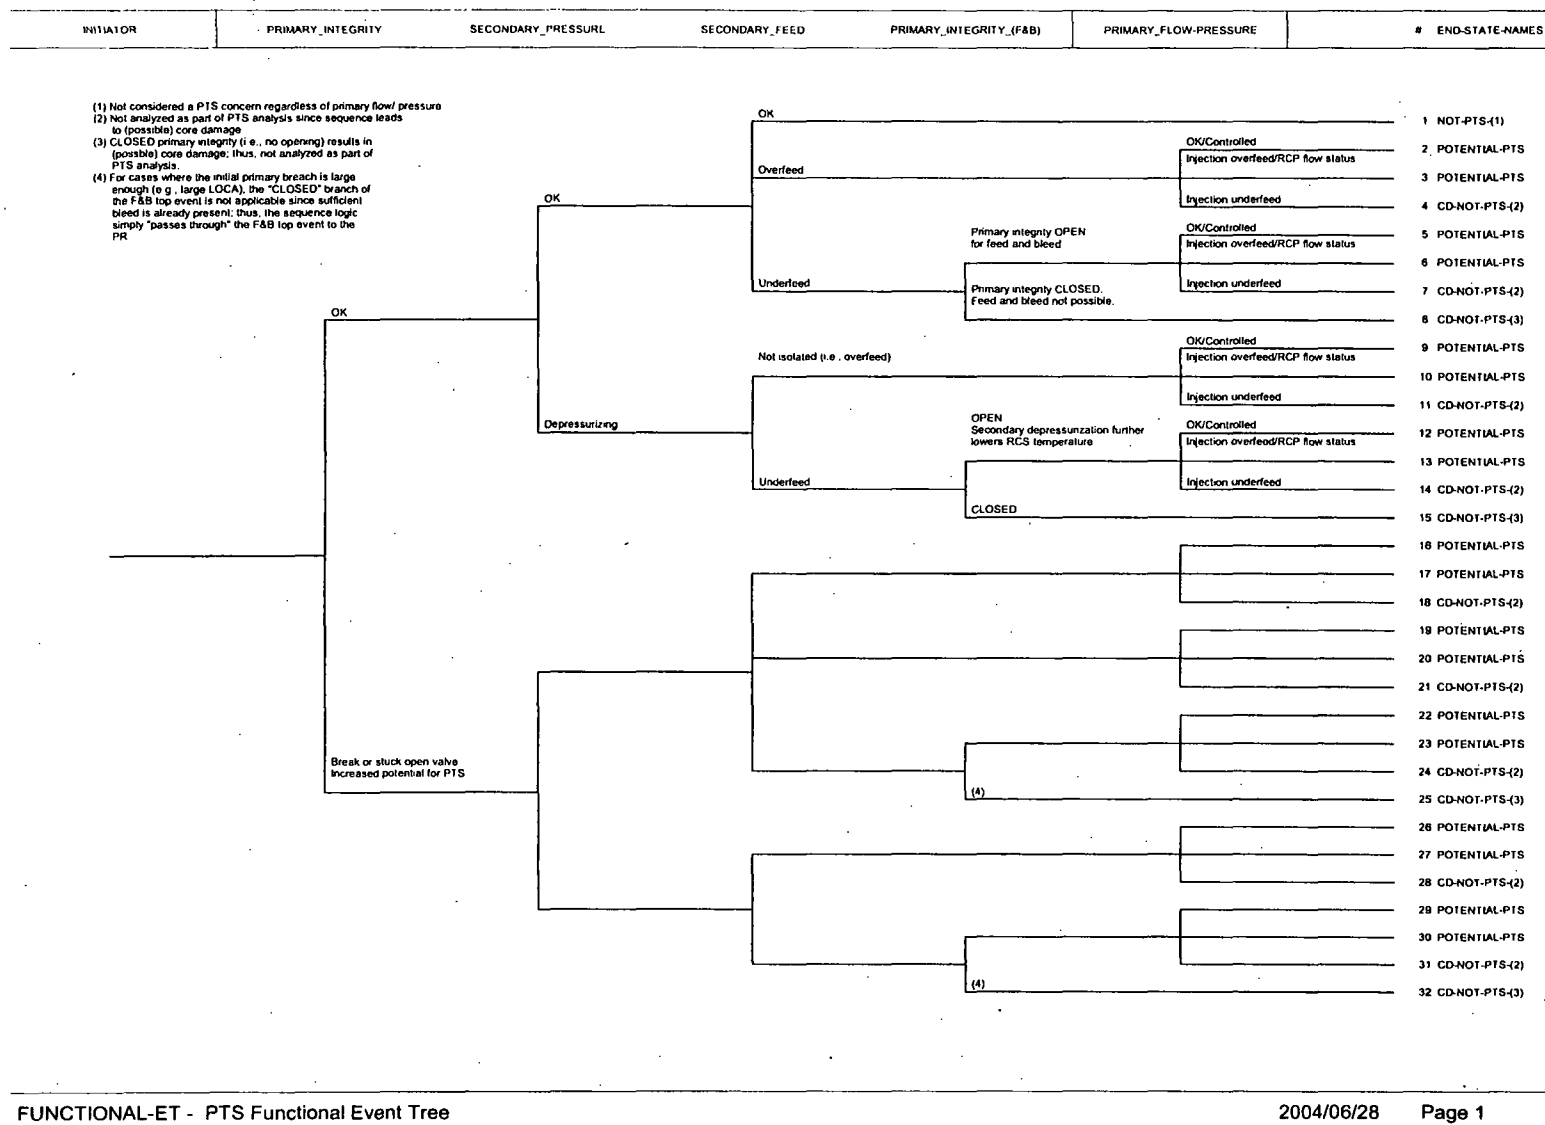 INITIATOR PRIMARY_INTEGRITY SECONDARY_PRESSURE SECONDARY_FEED PRIMARY_INTEGRITY_(F&B) PRIMARY_FLOW-PRESSURE # END-STATE-NAMES
(1) Not considered a PTS concern regardless of primary flow/ pressure
(2) Not analyzed as part of PTS analysis since sequence leads
to (possible) core damage
(3) CLOSED primary integrity (i e., no opening) results in
(possble) core damage; thus, not analyzed as part of
PTS analysis.
(4) For cases where the initial primary breach is large
enough (e g , large LOCA), the "CLOSED" branch of
the F&B top event is not applicable since sufficient
bleed is already present; thus, the sequence logic
simply "passes through" the F&B top event to the
PR
OK
1 NOT-PTS-(1)
OK/Controlled
2 POTENTIAL-PTS
Injection overfeed/RCP flow status
Overfeed
3 POTENTIAL-PTS
Injection underfeed
4 CD-NOT-PTS-(2)
OK
OK/Controlled
5 POTENTIAL-PTS
Primary integrity OPEN
for feed and bleed
Injection overfeed/RCP flow status
6 POTENTIAL-PTS
Underfeed
Injection underfeed
7 CD-NOT-PTS-(2)
Primary integrity CLOSED.
Feed and bleed not possible.
8 CD-NOT-PTS-(3)
OK
OK/Controlled
9 POTENTIAL-PTS
Not isolated (i.e , overfeed)
Injection overfeed/RCP flow status
10 POTENTIAL-PTS
Injection underfeed
11 CD-NOT-PTS-(2)
Depressurizing
OPEN
Secondary depressurization further
lowers RCS temperature
OK/Controlled
12 POTENTIAL-PTS
Injection overfeed/RCP flow status
13 POTENTIAL-PTS
Underfeed
Injection underfeed
14 CD-NOT-PTS-(2)
CLOSED
15 CD-NOT-PTS-(3)
16 POTENTIAL-PTS
17 POTENTIAL-PTS
18 CD-NOT-PTS-(2)
19 POTENTIAL-PTS
20 POTENTIAL-PTS
21 CD-NOT-PTS-(2)
22 POTENTIAL-PTS
23 POTENTIAL-PTS
Break or stuck open valve
Increased potential for PTS
24 CD-NOT-PTS-(2)
(4)
25 CD-NOT-PTS-(3)
26 POTENTIAL-PTS
27 POTENTIAL-PTS
28 CD-NOT-PTS-(2)
29 POTENTIAL-PTS
30 POTENTIAL-PTS
31 CD-NOT-PTS-(2)
(4)
32 CD-NOT-PTS-(3)
FUNCTIONAL-ET - PTS Functional Event Tree 2004/06/28 Page 1